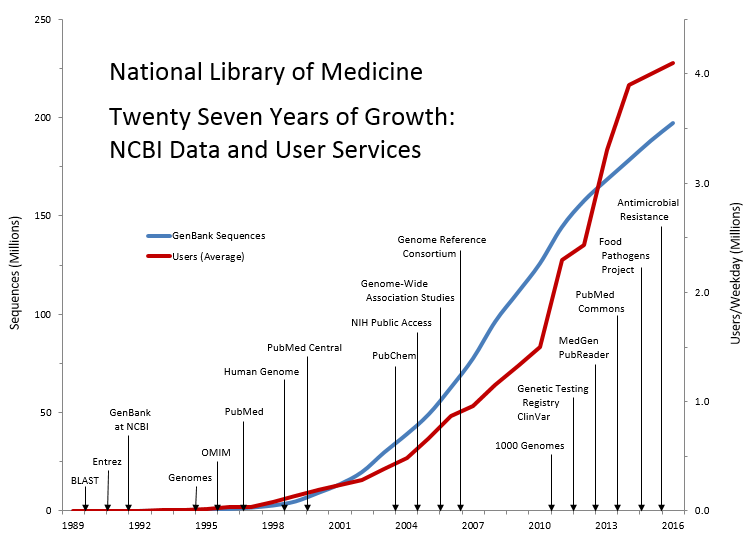 National Library of Medicine
Twenty Seven Years of Growth:
NCBI Data and User Services
Sequences (Millions)
250
200
150
100
50
0
GenBank Sequences
Users (Average)
BLAST
Entrez
GenBank
at NCBI
Genomes
OMIM
PubMed
Human Genome
PubMed Central
PubChem
NIH Public Access
Genome-Wide
Association Studies
Genome Reference
Consortium
1000 Genomes
Genetic Testing
Registry
ClinVar
MedGen
PubReader
PubMed
Commons
Food
Pathogens
Project
Antimicrobial
Resistance
4.0
3.0
2.0
1.0
0.0
Users/Weekday (Millions)
1989 1992 1995 1998 2001 2004 2007 2010 2013 2016